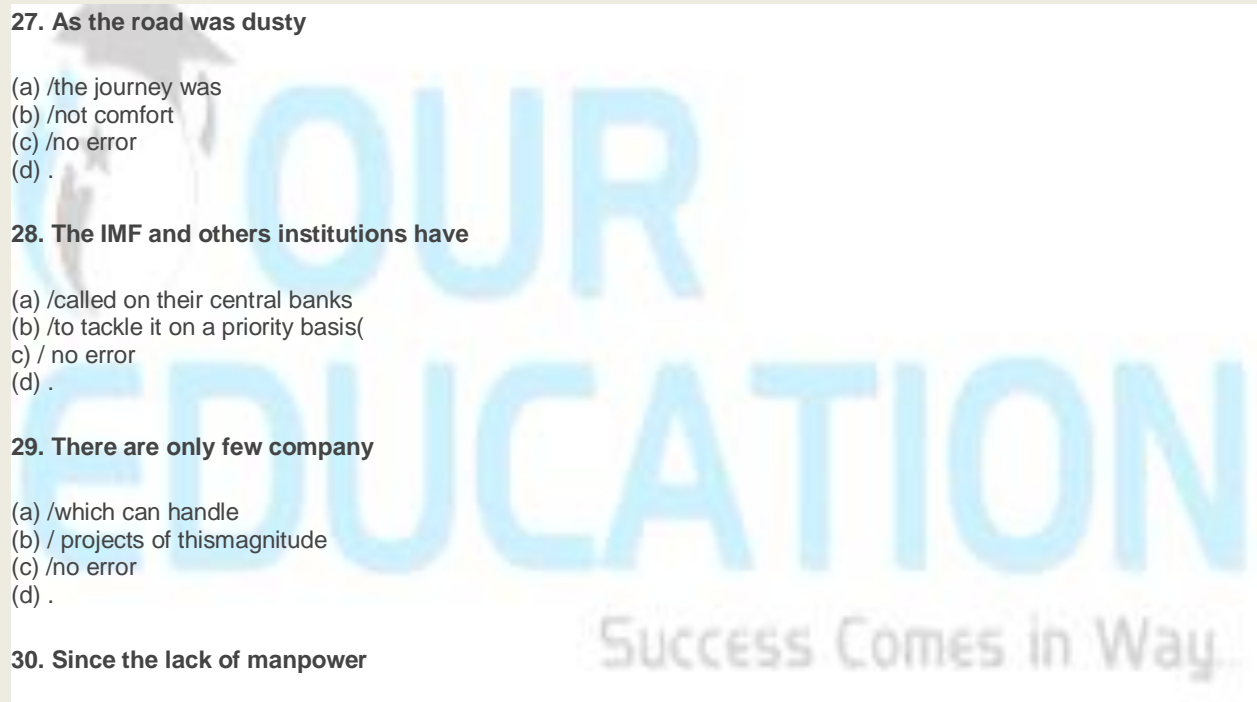 27. As the road was dusty
(a) /the journey was
(b) /not comfort
(c) /no error
(d) .
28. The IMF and others institutions have
(a) /called on their central banks
(b) /to tackle it on a priority basis(
c) / no error
(d) .
29. There are only few company
(a) /which can handle
(b) / projects of thismagnitude
(c) /no error
(d) .
30. Since the lack of manpower
OUR
EDUCATION
Success Comes in Way